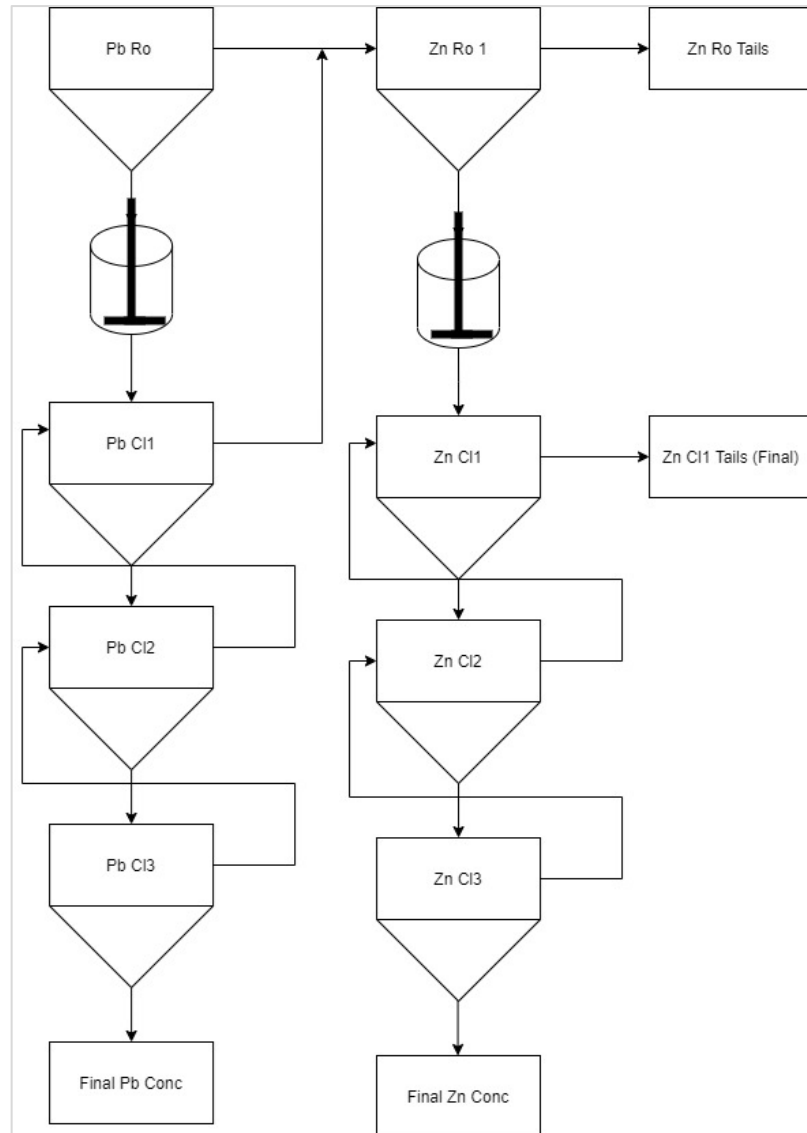 Pb Ro
Zn Ro 1
Zn Ro Tails
Pb Cl1
Zn Cl1
Zn Cl1 Tails (Final)
Pb Cl2
Zn Cl2
Pb Cl3
Zn Cl3
Final Pb Conc
Final Zn Conc